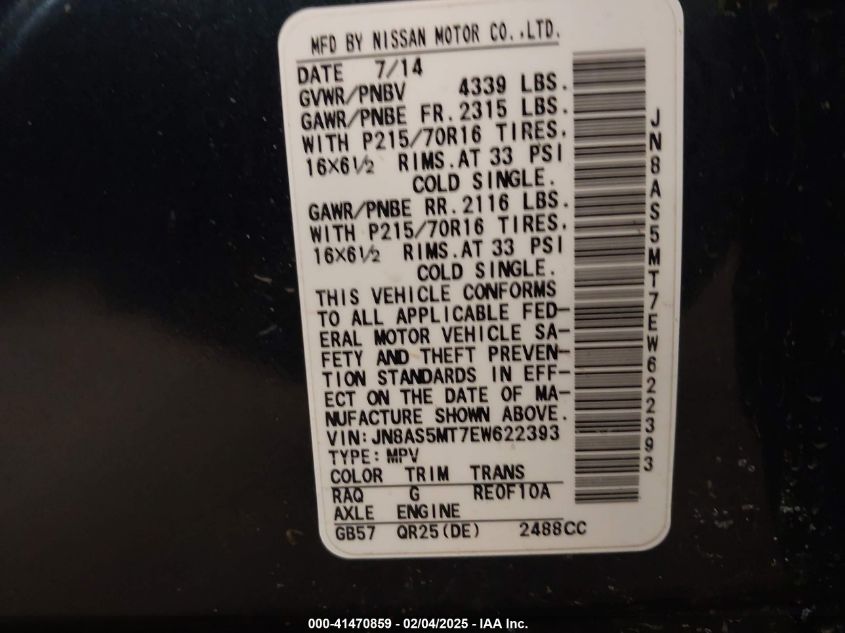 MFD BY NISSAN MOTOR CO.,LTD.
DATE 7/14
GVWR/PNBV 4339 LBS.
GAWR/PNBE FR. 2315 LBS.
WITH P215/70R16 TIRES,
16X6½ RIMS. AT 33 PSI
COLD SINGLE.
GAWR/PNBE RR. 2116 LBS.
WITH P215/70R16 TIRES,
16X6½ RIMS. AT 33 PSI
COLD SINGLE.
THIS VEHICLE CONFORMS
TO ALL APPLICABLE FED-
ERAL MOTOR VEHICLE SA-
FETY AND THEFT PREVEN-
TION STANDARDS IN EFF-
ECT ON THE DATE OF MA-
NUFACTURE SHOWN ABOVE.
VIN: JN8AS5MT7EW622393
TYPE: MPV
COLOR TRIM TRANS
RAQ G RE0F10A
AXLE ENGINE
GB57 QR25(DE) 2488CC
JN8AS5MT7EW622393
000-41470859 - 02/04/2025 - IAA Inc.